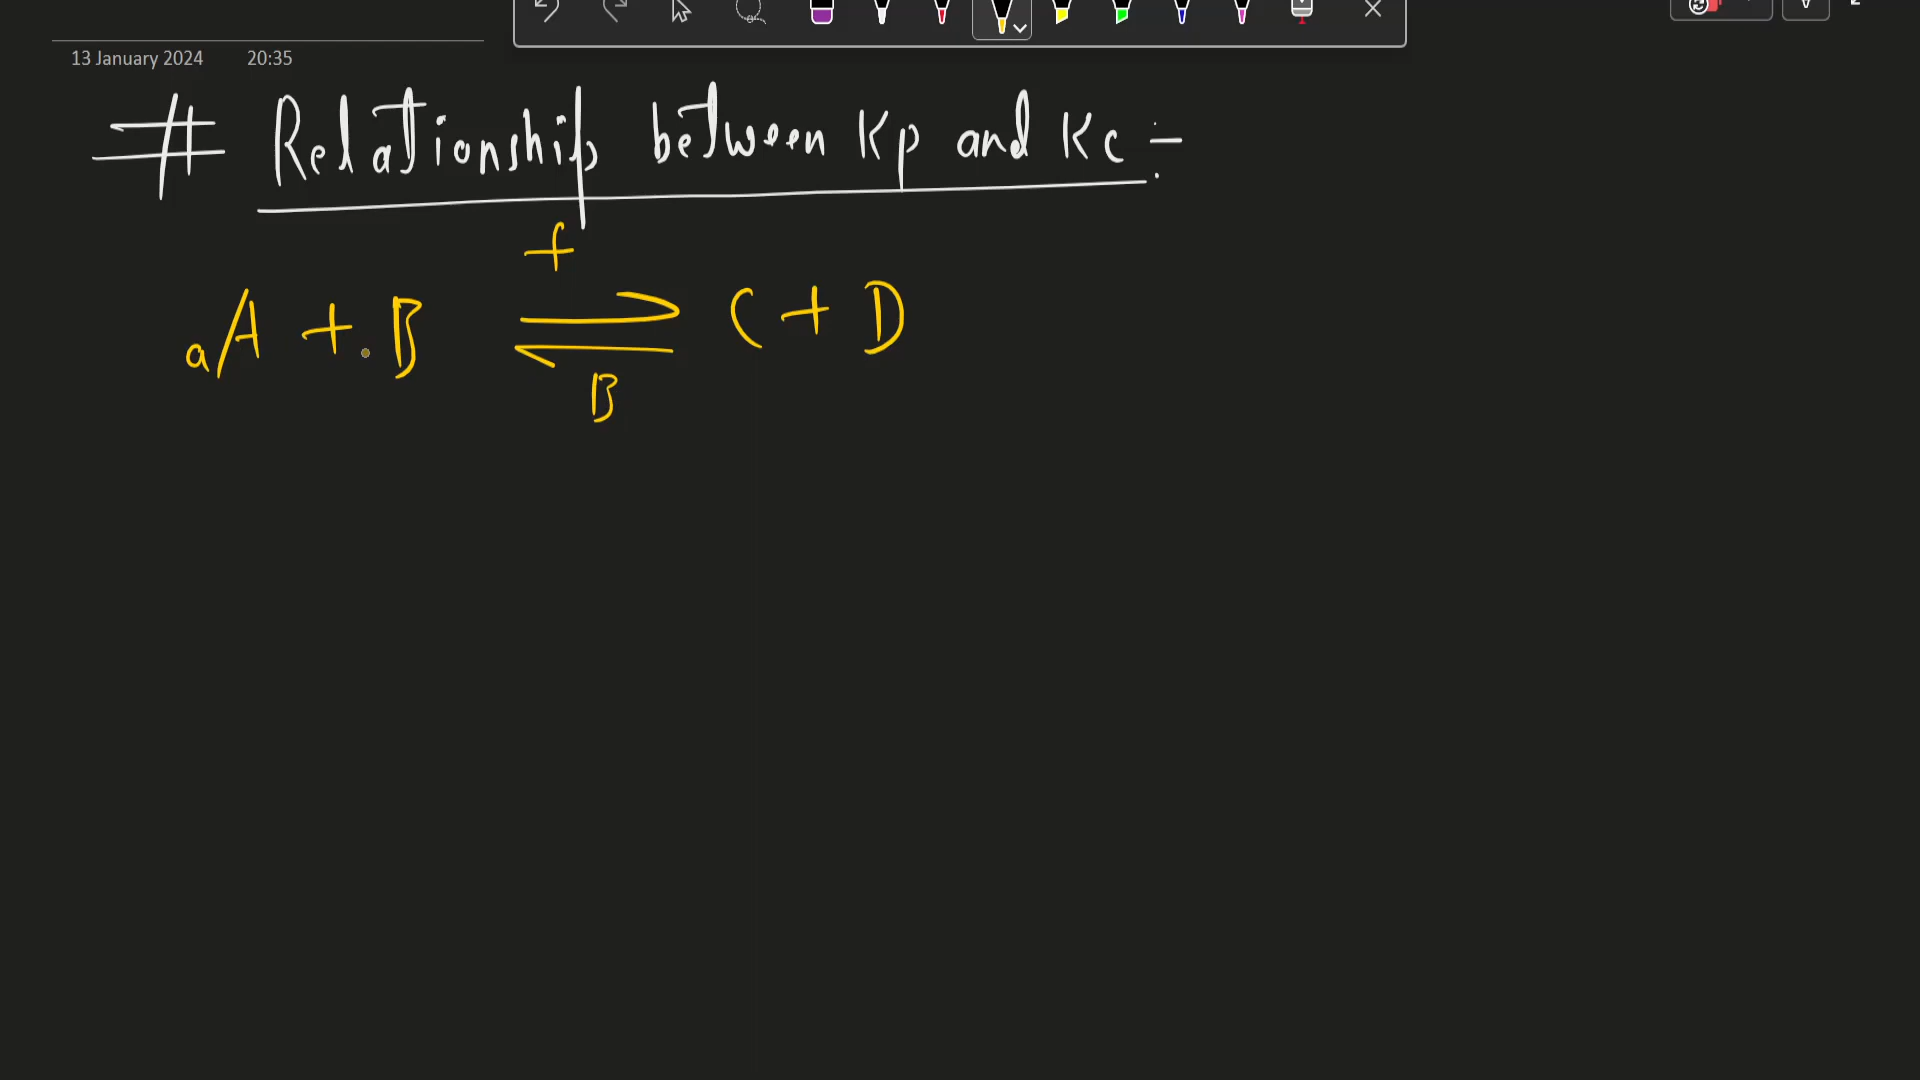 13 January 2024 20:35
# Relationship between Kp and Kc :-
f
aA + B ⇌ C + D
B